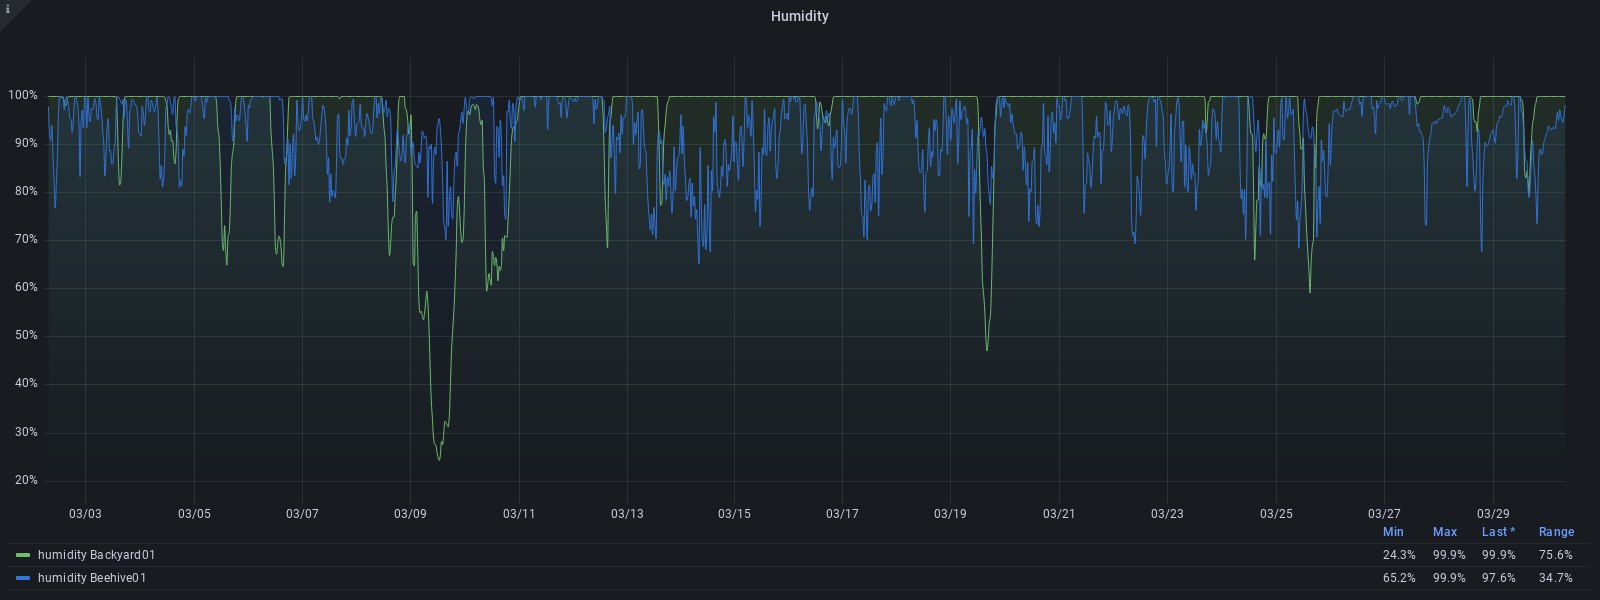 i
Humidity
100%
90%
80%
70%
60%
50%
40%
30%
20%
03/03 03/05 03/07 03/09 03/11 03/13 03/15 03/17 03/19 03/21 03/23 03/25 03/27 03/29
Min Max Last * Range
humidity Backyard01 24.3% 99.9% 99.9% 75.6%
humidity Beehive01 65.2% 99.9% 97.6% 34.7%